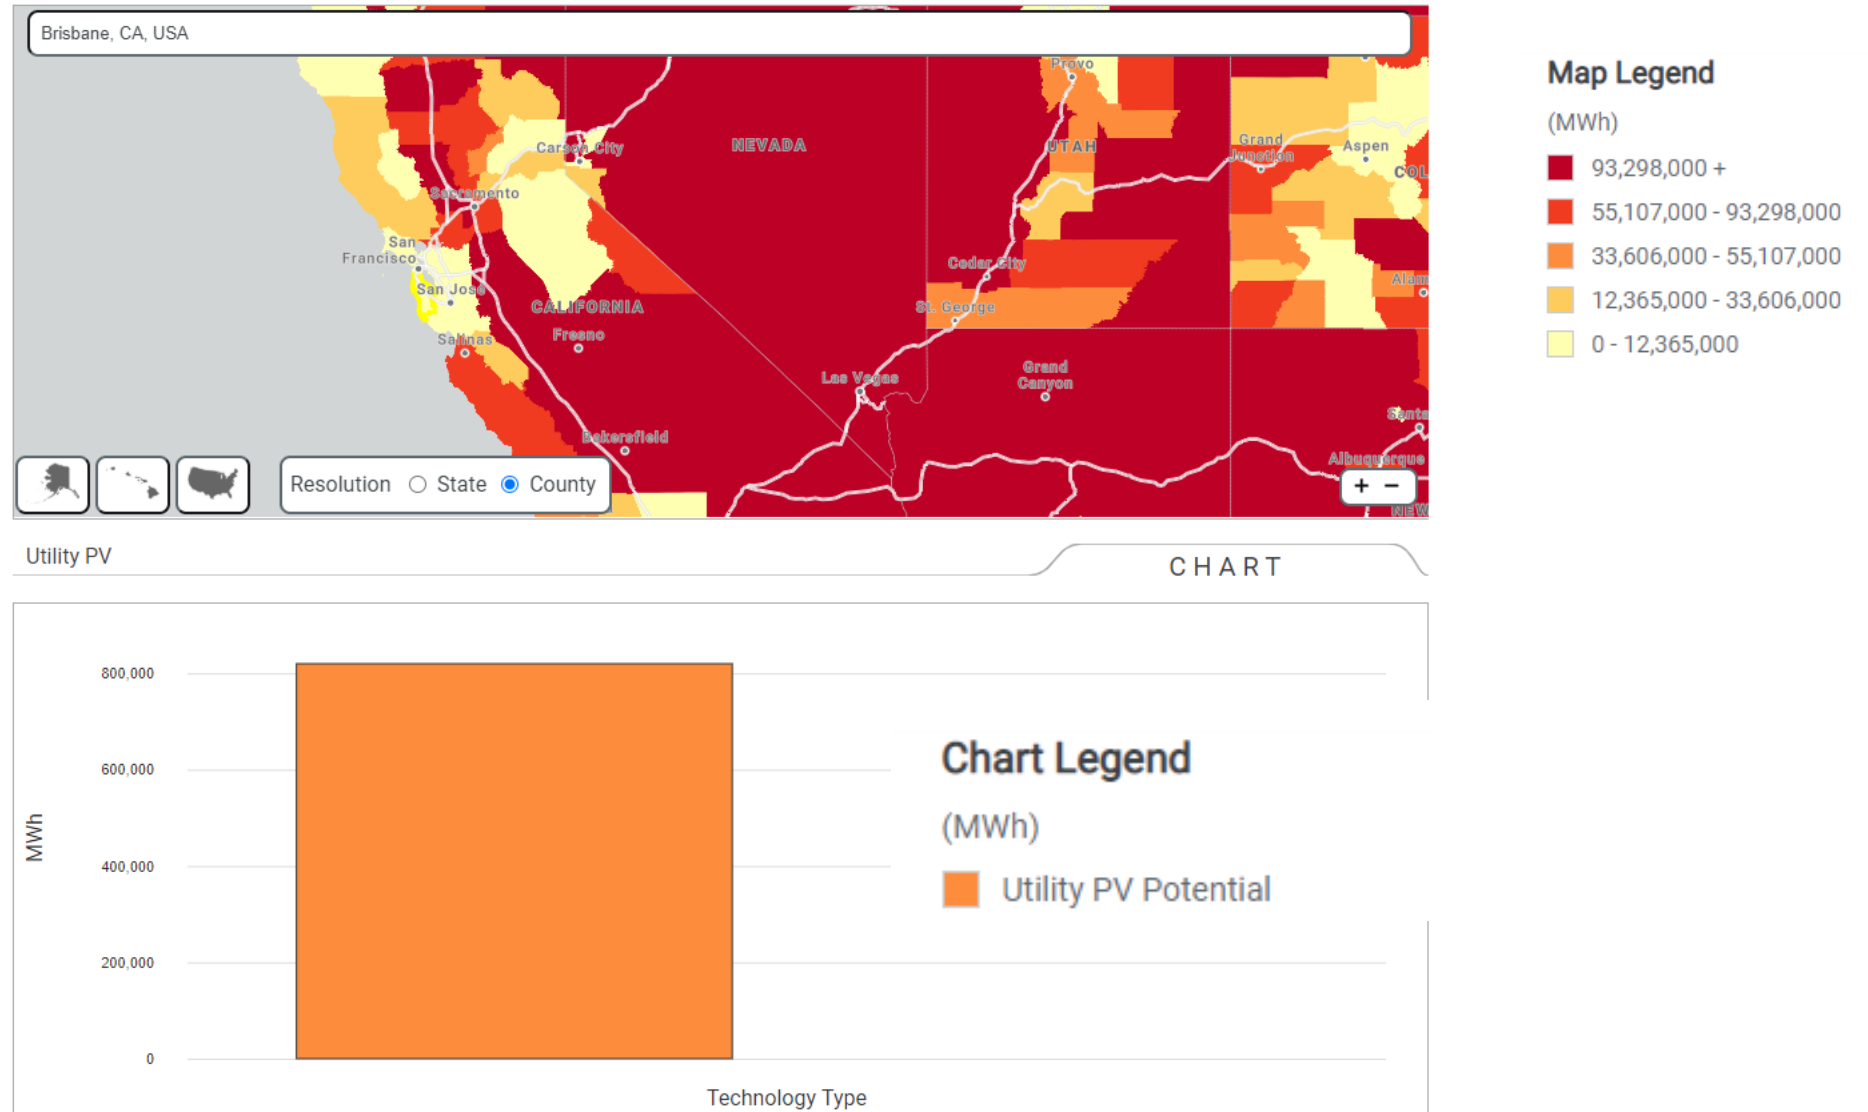 Brisbane, CA, USA
Map Legend
(MWh)
93,298,000 +
55,107,000 - 93,298,000
33,606,000 - 55,107,000
12,365,000 - 33,606,000
0 - 12,365,000
Provo
NEVADA
UTAH
Carson City
Grand
Junction
Aspen
COL
Sacramento
San
Francisco
San Jose
CALIFORNIA
Cedar City
St. George
Alam
Salinas
Fresno
Las Vegas
Grand
Canyon
Santa
Bakersfield
Albuquerque
NEW
Resolution State County
+ −
Utility PV
CHART
800,000
600,000
400,000
200,000
0
MWh
Technology Type
Chart Legend
(MWh)
Utility PV Potential